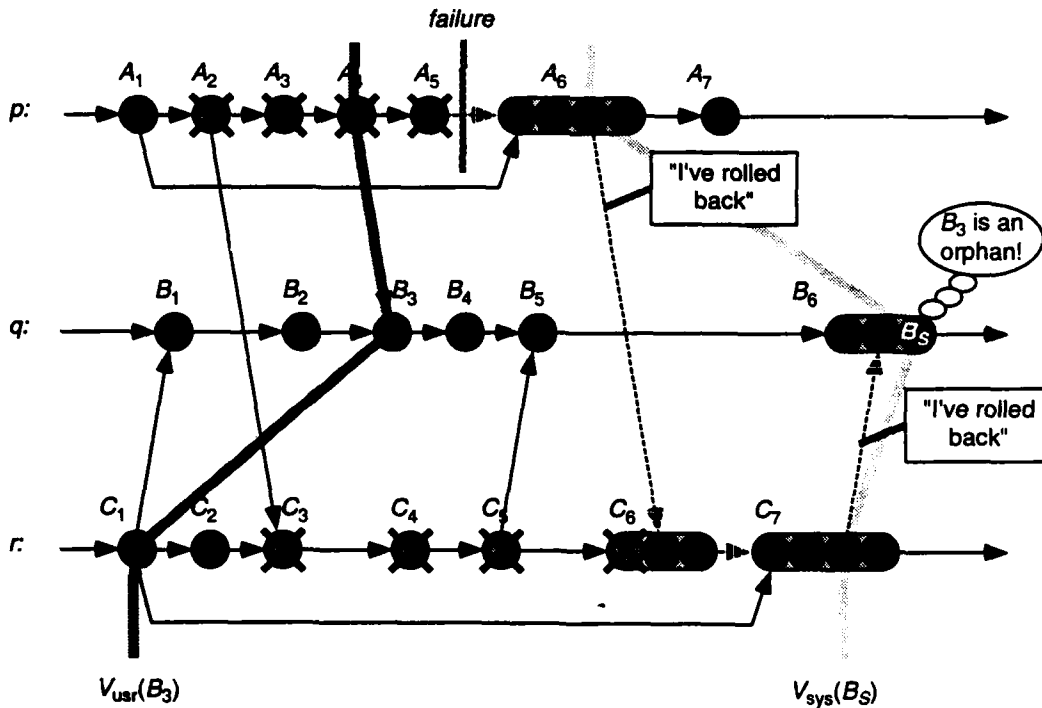 failure
A1 A2 A3 A5 A6 A7
p:
"I've rolled
back"
B3 is an
orphan!
B1 B2 B3 B4 B5 B6
q:
BS
"I've rolled
back"
C1 C2 C3 C4 C5 C6 C7
r:
Vusr(B3)
Vsys(BS)